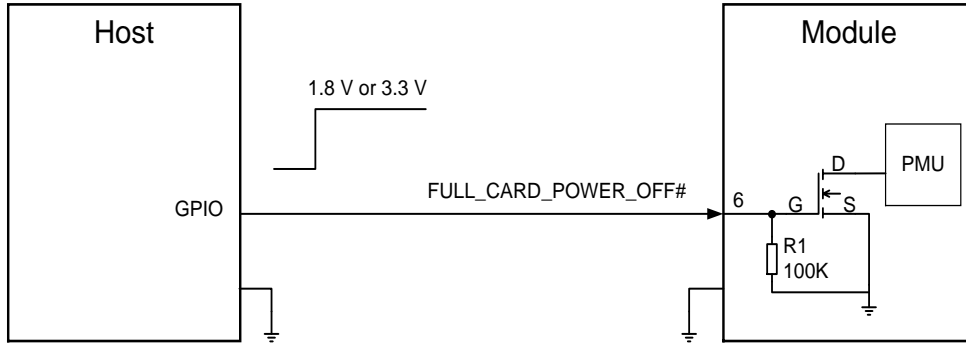 Host
Module
1.8 V or 3.3 V
D
PMU
FULL_CARD_POWER_OFF#
6
G
S
GPIO
R1
100K